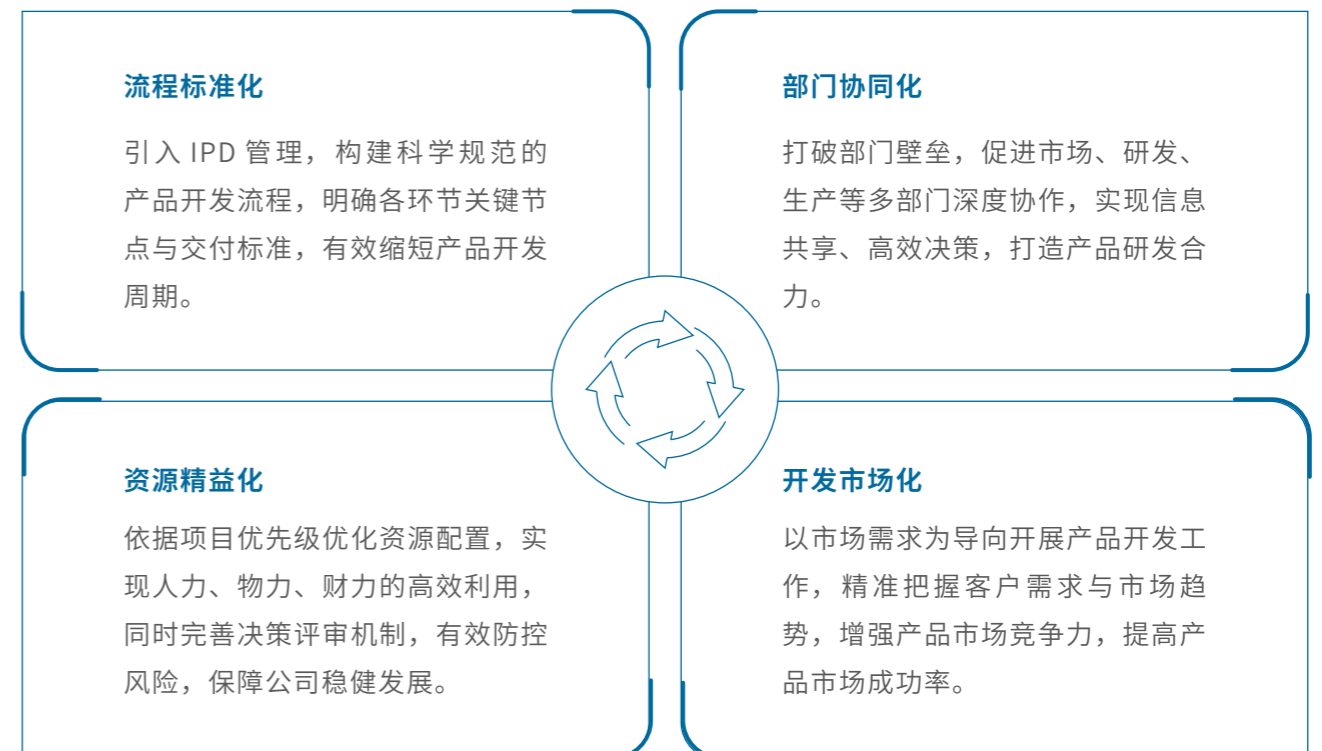 流程标准化
引入 IPD 管理，构建科学规范的
产品开发流程，明确各环节关键节
点与交付标准，有效缩短产品开发
周期。
部门协同化
打破部门壁垒，促进市场、研发、
生产等多部门深度协作，实现信息
共享、高效决策，打造产品研发合
力。
资源精益化
依据项目优先级优化资源配置，实
现人力、物力、财力的高效利用，
同时完善决策评审机制，有效防控
风险，保障公司稳健发展。
开发市场化
以市场需求为导向开展产品开发工
作，精准把握客户需求与市场趋
势，增强产品市场竞争力，提高产
品市场成功率。